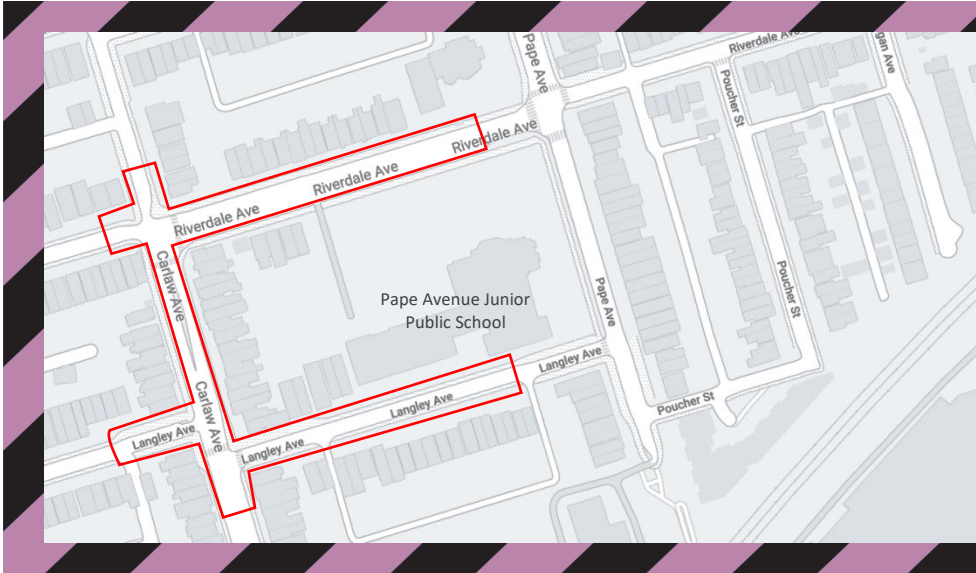 Riverdale Ave
gan Ave
Pape Ave
Poucher St
Riverdale Ave
Riverdale Ave
Riverdale Ave
Carlaw Ave
Poucher St
Pape Ave
Pape Avenue Junior
Public School
Langley Ave
Carlaw Ave
Langley Ave
Poucher St
Langley Ave
Langley Ave